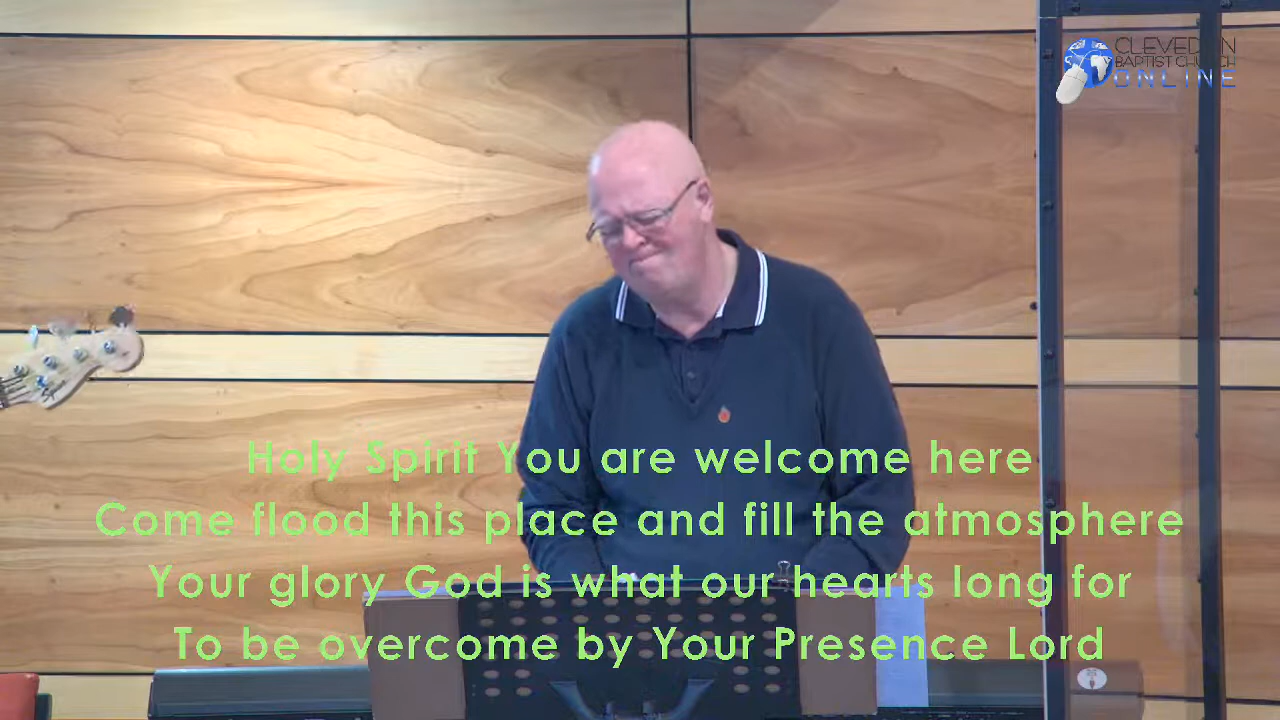 CLEVEDON
BAPTIST CHURCH
ONLINE
Holy Spirit You are welcome here
Come flood this place and fill the atmosphere
Your glory God is what our hearts long for
To be overcome by Your Presence Lord